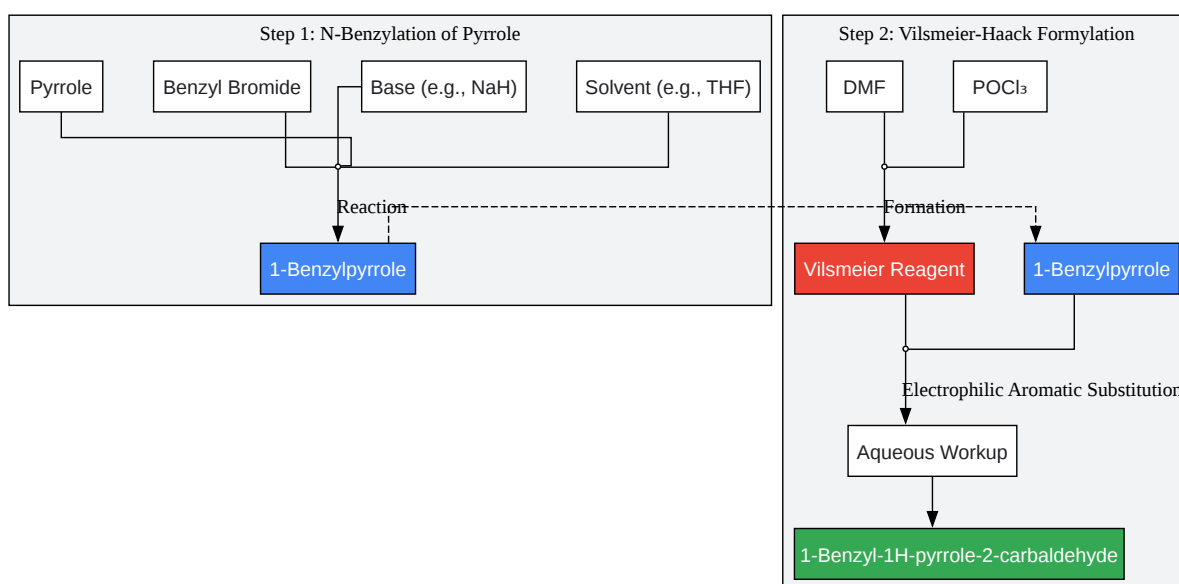 Step 1: N-Benzylation of Pyrrole
Pyrrole
Benzyl Bromide
Base (e.g., NaH)
Solvent (e.g., THF)
Reaction
1-Benzylpyrrole
Step 2: Vilsmeier-Haack Formylation
DMF
POCl₃
Formation
Vilsmeier Reagent
1-Benzylpyrrole
Electrophilic Aromatic Substitution
Aqueous Workup
1-Benzyl-1H-pyrrole-2-carbaldehyde